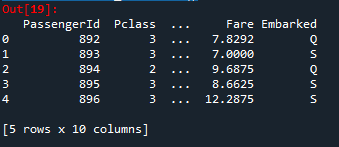 Out[19]:
PassengerId Pclass ... Fare Embarked
0 892 3 ... 7.8292 Q
1 893 3 ... 7.0000 S
2 894 2 ... 9.6875 Q
3 895 3 ... 8.6625 S
4 896 3 ... 12.2875 S
[5 rows x 10 columns]